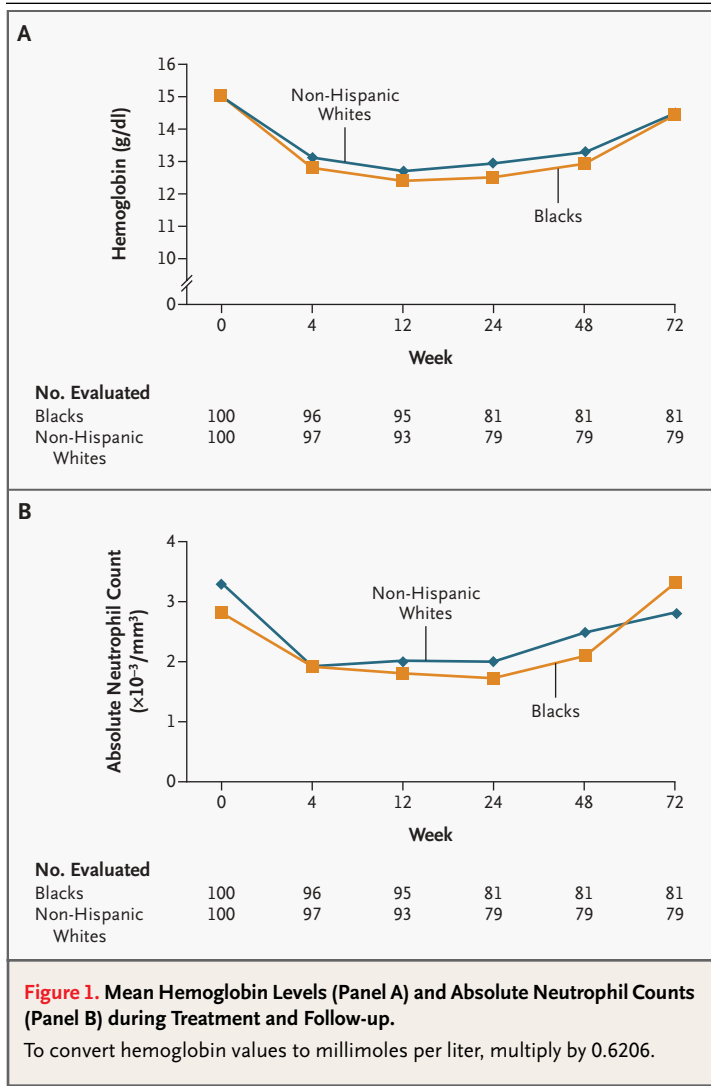 A
16
15
14
13
12
11
10
0
Hemoglobin (g/dl)
Non-Hispanic
Whites
Blacks
0 4 12 24 48 72
Week
No. Evaluated
Blacks 100 96 95 81 81 81
Non-Hispanic 100 97 93 79 79 79
Whites
B
4
3
2
1
0
Absolute Neutrophil Count
(×10⁻³/mm³)
Non-Hispanic
Whites
Blacks
0 4 12 24 48 72
Week
No. Evaluated
Blacks 100 96 95 81 81 81
Non-Hispanic 100 97 93 79 79 79
Whites
Figure 1. Mean Hemoglobin Levels (Panel A) and Absolute Neutrophil Counts
(Panel B) during Treatment and Follow-up.
To convert hemoglobin values to millimoles per liter, multiply by 0.6206.